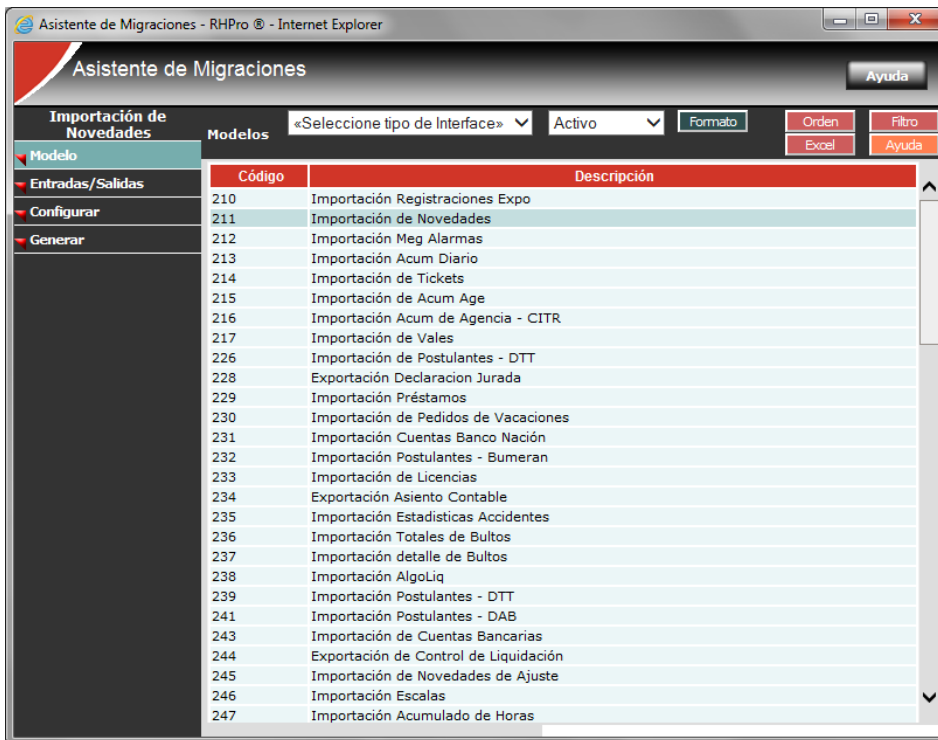 Asistente de Migraciones - RHPro ® - Internet Explorer
Asistente de Migraciones
Ayuda
Importación de
Novedades
Modelos
«Seleccione tipo de Interface»
Activo
Formato
Orden
Filtro
Excel
Ayuda
Modelo
Entradas/Salidas
Configurar
Generar
Código Descripción
210 Importación Registraciones Expo
211 Importación de Novedades
212 Importación Meg Alarmas
213 Importación Acum Diario
214 Importación de Tickets
215 Importación de Acum Age
216 Importación Acum de Agencia - CITR
217 Importación de Vales
226 Importación de Postulantes - DTT
228 Exportación Declaracion Jurada
229 Importación Préstamos
230 Importación de Pedidos de Vacaciones
231 Importación Cuentas Banco Nación
232 Importación Postulantes - Bumeran
233 Importación de Licencias
234 Exportación Asiento Contable
235 Importación Estadisticas Accidentes
236 Importación Totales de Bultos
237 Importación detalle de Bultos
238 Importación AlgoLiq
239 Importación Postulantes - DTT
241 Importación Postulantes - DAB
243 Importación de Cuentas Bancarias
244 Exportación de Control de Liquidación
245 Importación de Novedades de Ajuste
246 Importación Escalas
247 Importación Acumulado de Horas